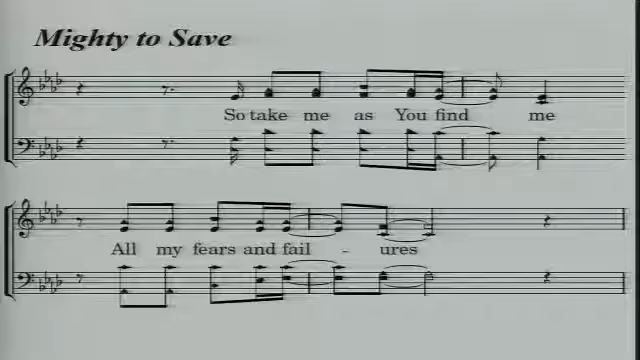 Mighty to Save
So take me as You find me
All my fears and fail - ures